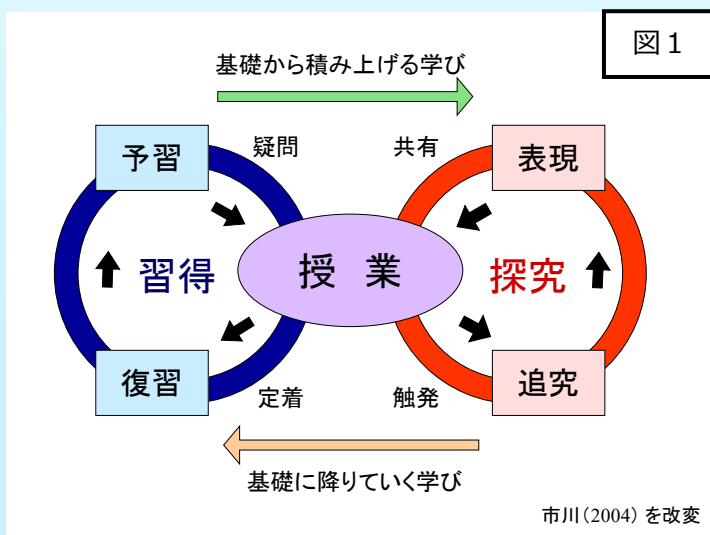 図１
基礎から積み上げる学び
予習
疑問
共有
表現
習得
授　業
探究
復習
定着
触発
追究
基礎に降りていく学び
市川（2004）を改変